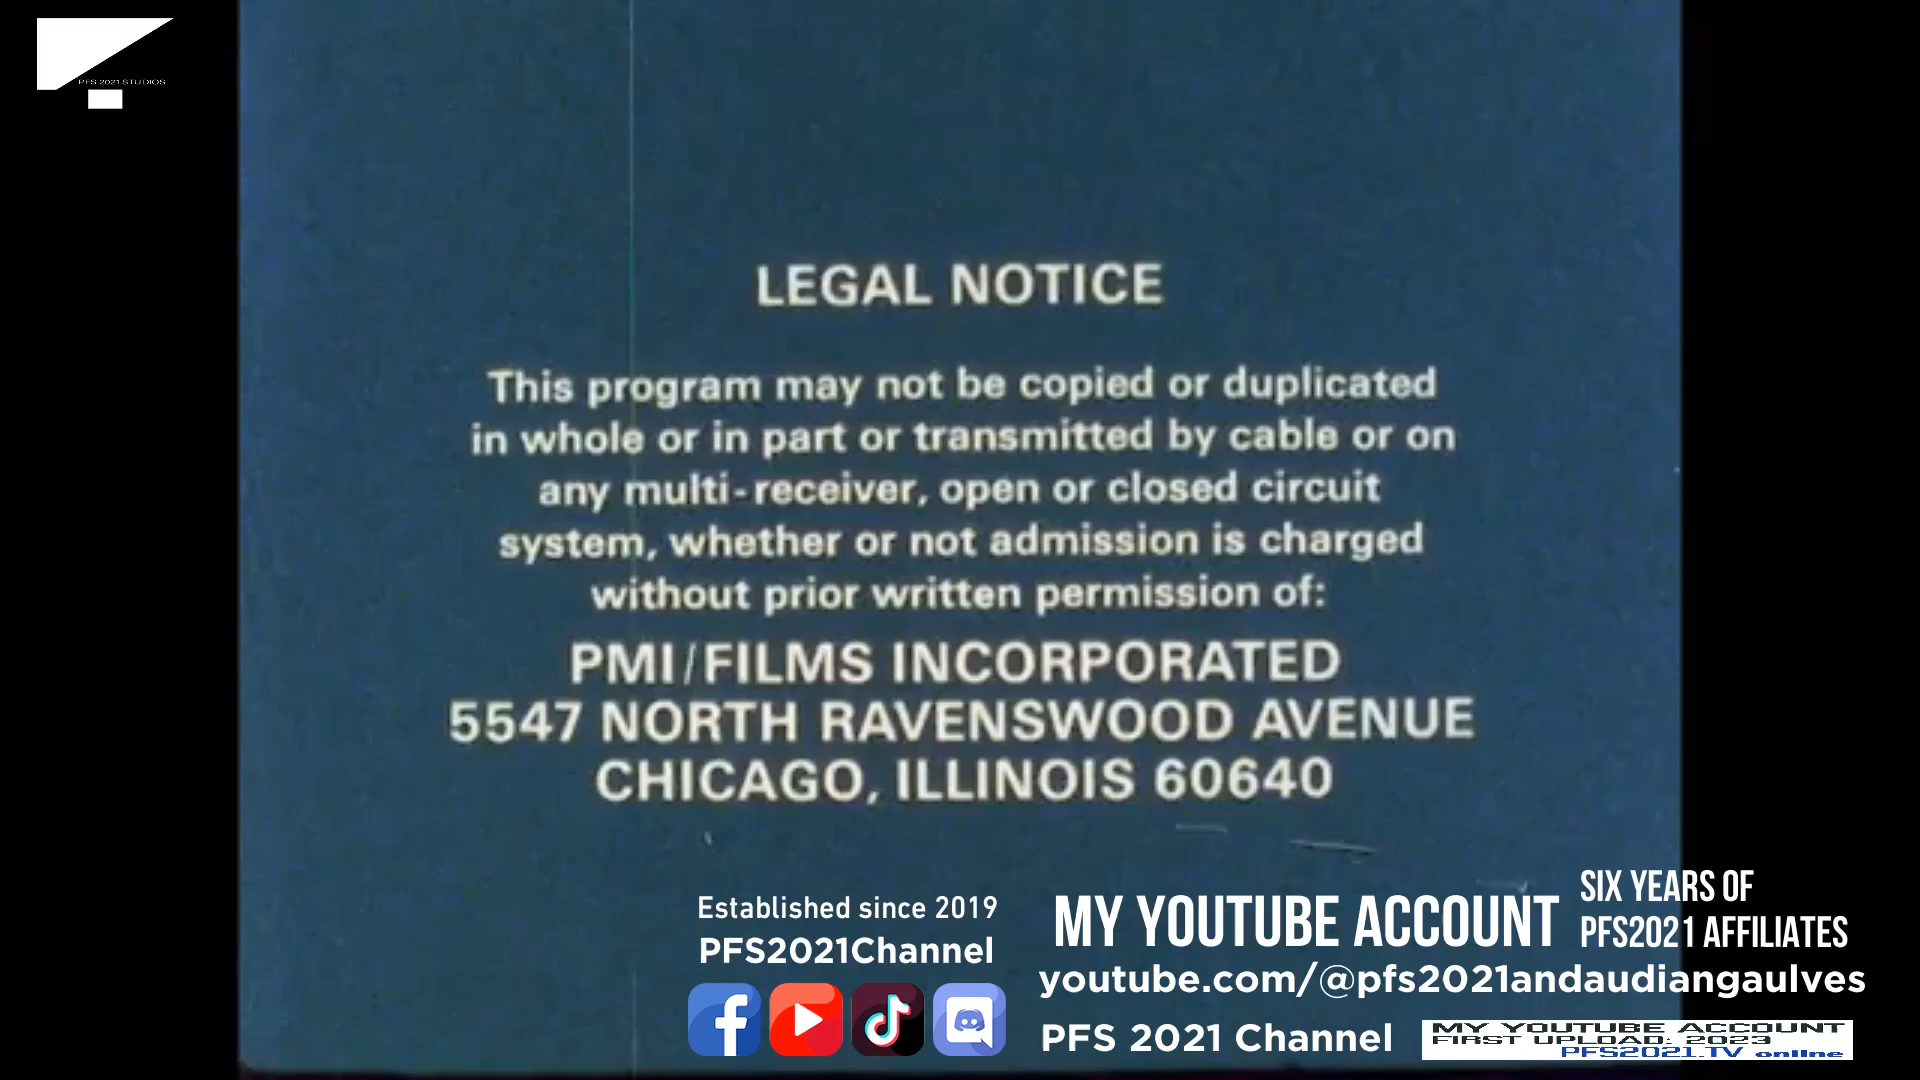 PFS 2021 STUDIOS
LEGAL NOTICE
This program may not be copied or duplicated
in whole or in part or transmitted by cable or on
any multi-receiver, open or closed circuit
system, whether or not admission is charged
without prior written permission of:
PMI/FILMS INCORPORATED
5547 NORTH RAVENSWOOD AVENUE
CHICAGO, ILLINOIS 60640
Established since 2019
PFS2021Channel
MY YOUTUBE ACCOUNT
SIX YEARS OF
PFS2021 AFFILIATES
youtube.com/@pfs2021andaudiangaulves
PFS 2021 Channel
MY YOUTUBE ACCOUNT
FIRST UPLOAD: 2023
PFS2021.TV online